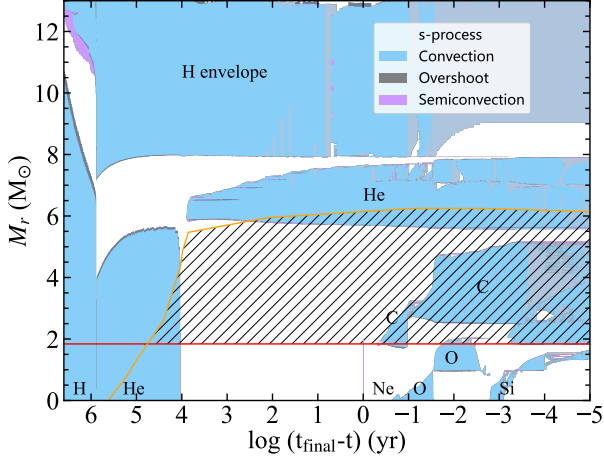 s-process
Convection
Overshoot
Semiconvection
H envelope
He
C
C
O
H
He
Ne
O
Si
12
10
8
6
4
2
0
6
5
4
3
2
1
0
−1
−2
−3
−4
−5
M_r (M_⊙)
log (t_final-t) (yr)